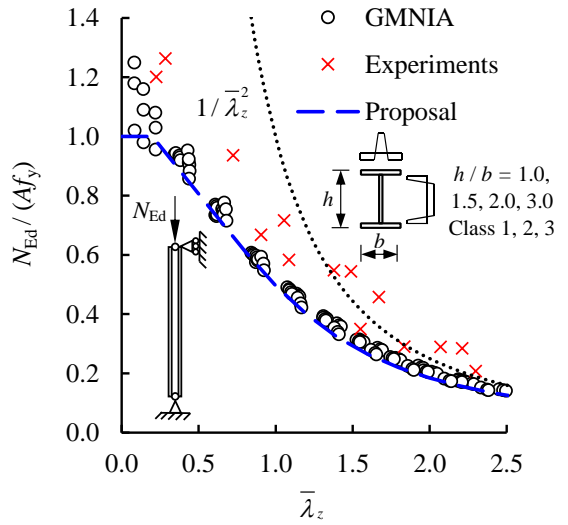 1.4
1.2
1.0
0.8
0.6
0.4
0.2
0.0
N_Ed / (Af_y)
0.0 0.5 1.0 1.5 2.0 2.5
λ̅_z
GMNIA
Experiments
Proposal
1/λ̅_z^2
N_Ed
h
b
h / b = 1.0,
1.5, 2.0, 3.0
Class 1, 2, 3